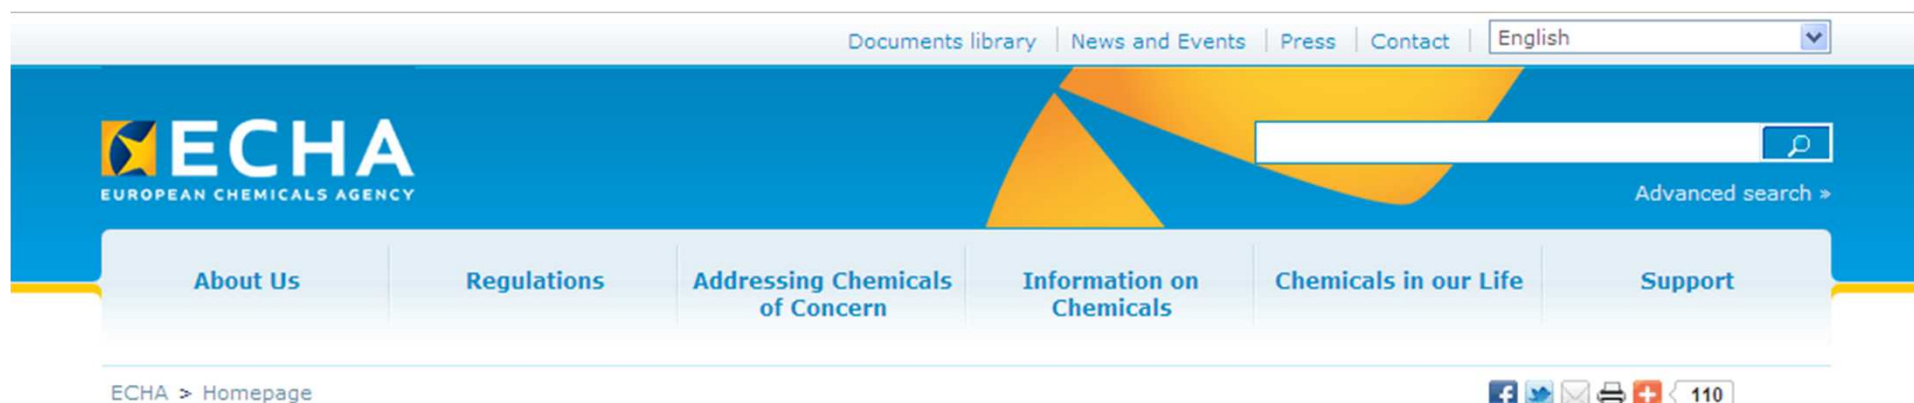 Documents library News and Events Press Contact English
ECHA
EUROPEAN CHEMICALS AGENCY
Advanced search »
About Us Regulations Addressing Chemicals of Concern Information on Chemicals Chemicals in our Life Support
ECHA > Homepage 110